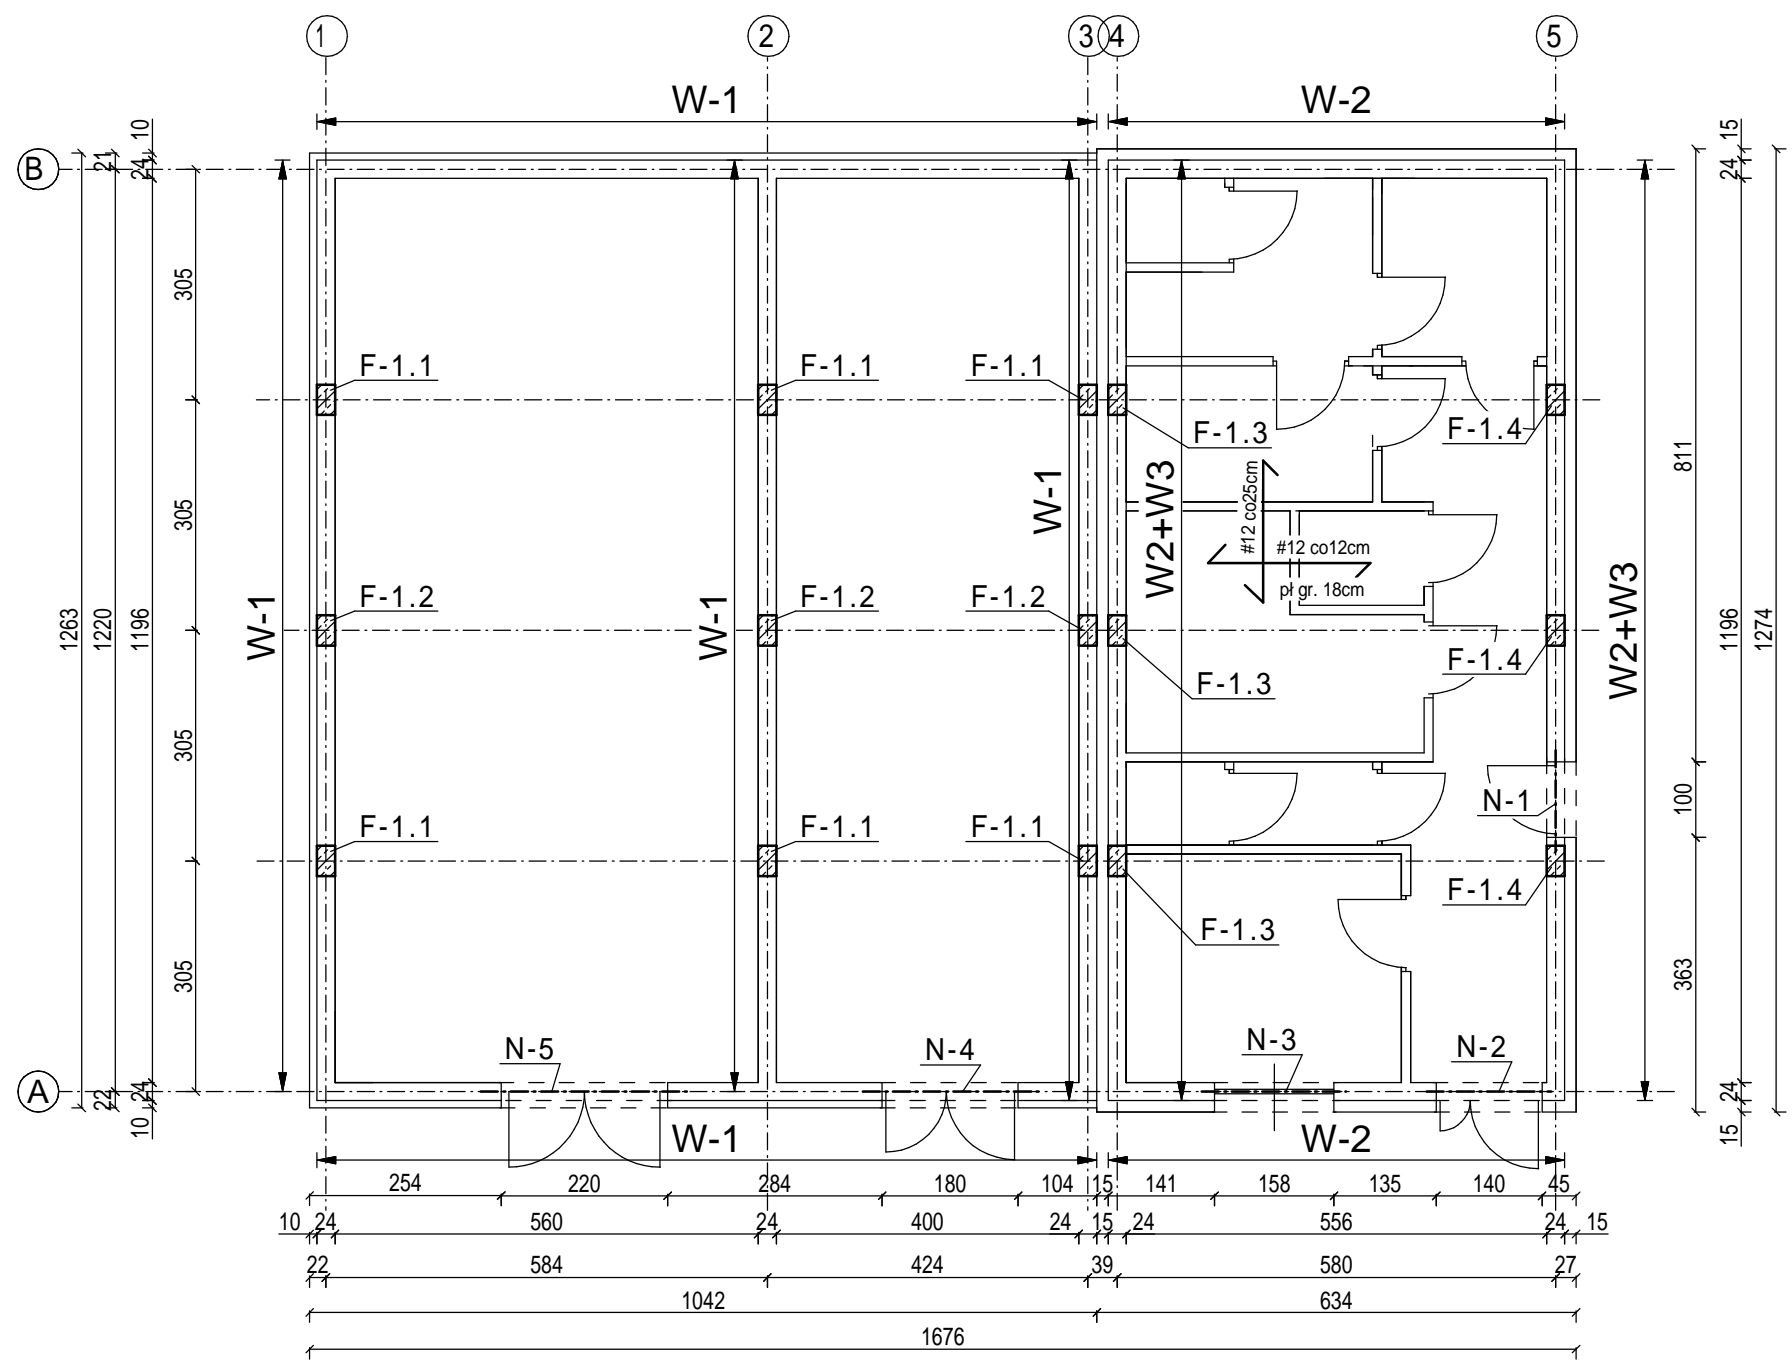 1 2 3 4 5
W-1 W-2
B
10 15
21 24 24
305 811
F-1.1 F-1.1 F-1.1
F-1.3 F-1.4
W-1 W2+W3
#12 co25cm
#12 co12cm
pł gr. 18cm
305
F-1.2 F-1.2 F-1.2
W-1 W-1 W2+W3
1263 1220 1196 1196 1274
F-1.3 F-1.4
305
N-1 100
F-1.1 F-1.1 F-1.1
F-1.4
F-1.3
305 363
N-5 N-4 N-3 N-2
A
22 24 24
10 15
W-1 W-2
254 220 284 180 104 15 141 158 135 140 45
10 24 560 24 400 24 15 24 556 24 15
22 584 424 39 580 27
1042 634
1676